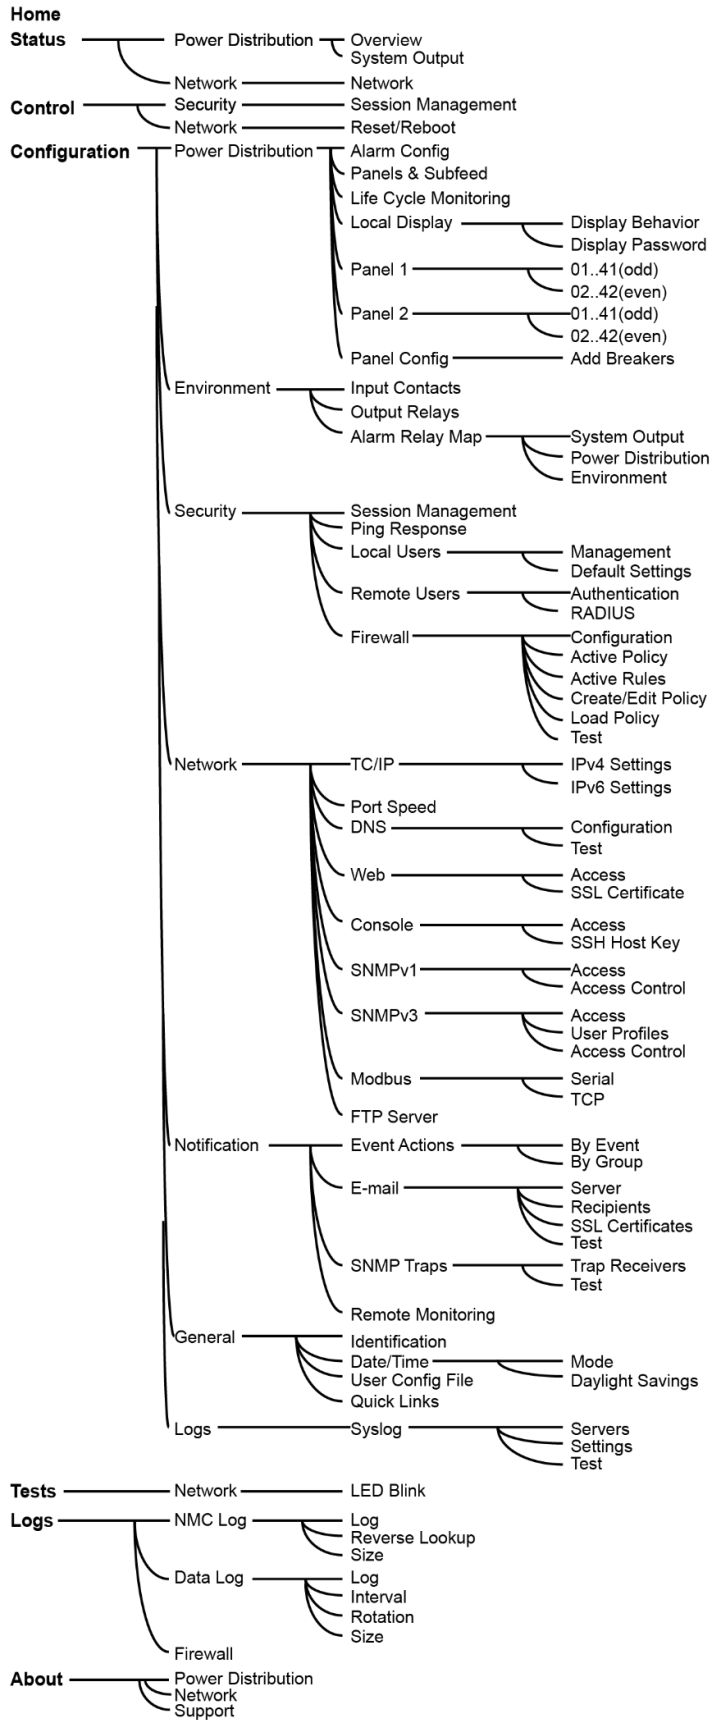 Home
Status Power Distribution Overview
System Output
Network Network
Control Security Session Management
Network Reset/Reboot
Configuration Power Distribution Alarm Config
Panels & Subfeed
Life Cycle Monitoring
Local Display Display Behavior
Display Password
Panel 1 01..41(odd)
02..42(even)
Panel 2 01..41(odd)
02..42(even)
Panel Config Add Breakers
Environment Input Contacts
Output Relays
Alarm Relay Map System Output
Power Distribution
Environment
Security Session Management
Ping Response
Local Users Management
Default Settings
Remote Users Authentication
RADIUS
Firewall Configuration
Active Policy
Active Rules
Create/Edit Policy
Load Policy
Test
Network TC/IP IPv4 Settings
IPv6 Settings
Port Speed
DNS Configuration
Test
Web Access
SSL Certificate
Console Access
SSH Host Key
SNMPv1 Access
Access Control
SNMPv3 Access
User Profiles
Access Control
Modbus Serial
TCP
FTP Server
Notification Event Actions By Event
By Group
E-mail Server
Recipients
SSL Certificates
Test
SNMP Traps Trap Receivers
Test
Remote Monitoring
General Identification
Date/Time Mode
User Config File Daylight Savings
Quick Links
Logs Syslog Servers
Settings
Test
Tests Network LED Blink
Logs NMC Log Log
Reverse Lookup
Size
Data Log Log
Interval
Rotation
Size
Firewall
About Power Distribution
Network
Support